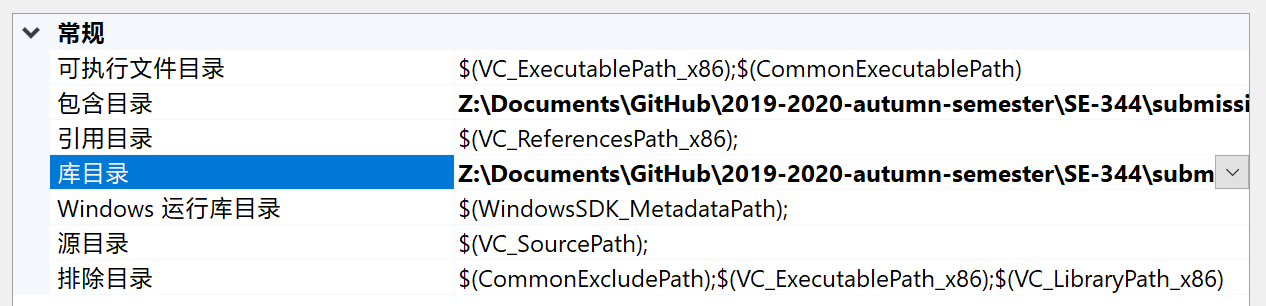 常规
可执行文件目录 $(VC_ExecutablePath_x86);$(CommonExecutablePath)
包含目录 Z:\Documents\GitHub\2019-2020-autumn-semester\SE-344\submissi
引用目录 $(VC_ReferencesPath_x86);
库目录 Z:\Documents\GitHub\2019-2020-autumn-semester\SE-344\subm
Windows 运行库目录 $(WindowsSDK_MetadataPath);
源目录 $(VC_SourcePath);
排除目录 $(CommonExcludePath);$(VC_ExecutablePath_x86);$(VC_LibraryPath_x86)